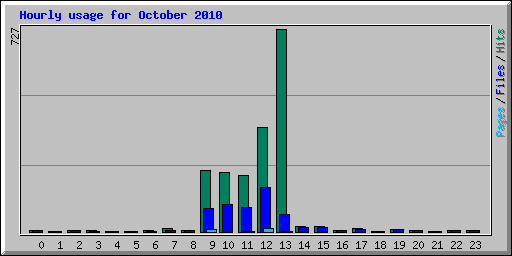 Hourly usage for October 2010
727
Pages/Files/Hits
0 1 2 3 4 5 6 7 8 9 10 11 12 13 14 15 16 17 18 19 20 21 22 23